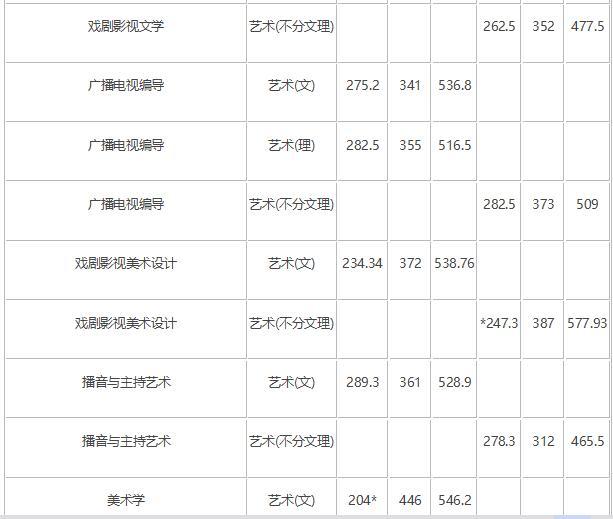 戏剧影视文学 艺术(不分文理) 262.5 352 477.5
广播电视编导 艺术(文) 275.2 341 536.8
广播电视编导 艺术(理) 282.5 355 516.5
广播电视编导 艺术(不分文理) 282.5 373 509
戏剧影视美术设计 艺术(文) 234.34 372 538.76
戏剧影视美术设计 艺术(不分文理) *247.3 387 577.93
播音与主持艺术 艺术(文) 289.3 361 528.9
播音与主持艺术 艺术(不分文理) 278.3 312 465.5
美术学 艺术(文) 204* 446 546.2